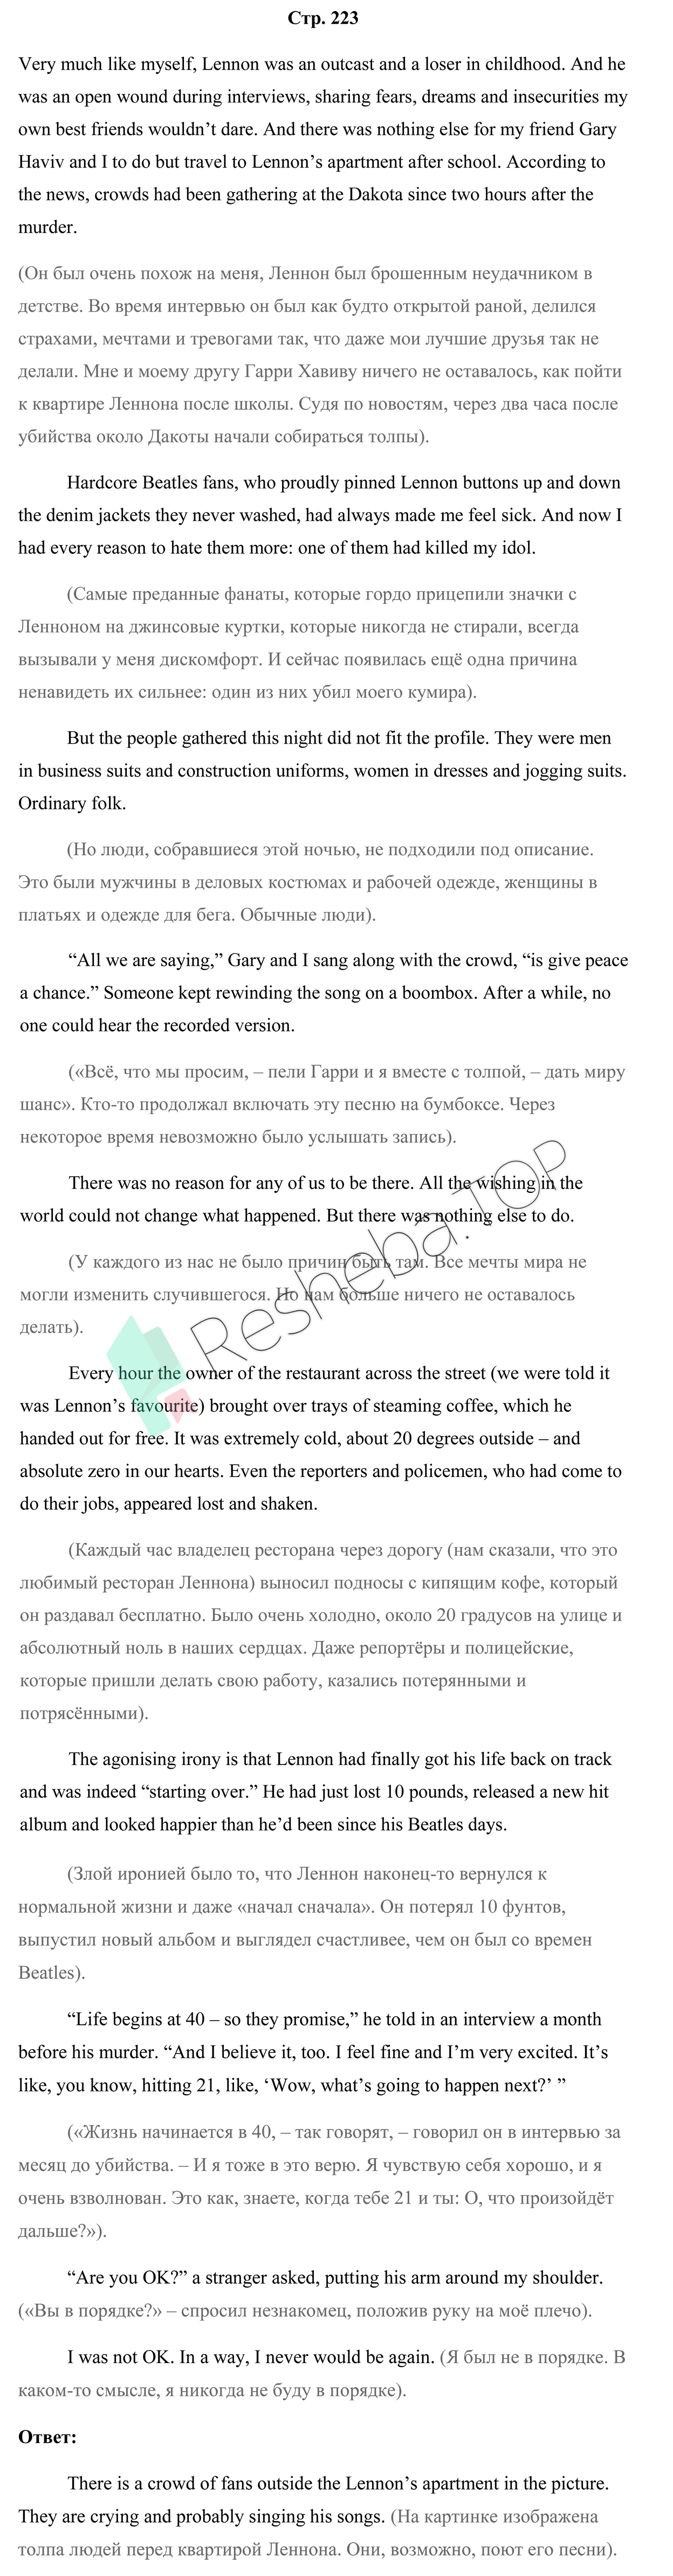 Стр. 223
Very much like myself, Lennon was an outcast and a loser in childhood. And he
was an open wound during interviews, sharing fears, dreams and insecurities my
own best friends wouldn’t dare. And there was nothing else for my friend Gary
Haviv and I to do but travel to Lennon’s apartment after school. According to
the news, crowds had been gathering at the Dakota since two hours after the
murder.
(Он был очень похож на меня, Леннон был брошенным неудачником в
детстве. Во время интервью он был как будто открытой раной, делился
страхами, мечтами и тревогами так, что даже мои лучшие друзья так не
делали. Мне и моему другу Гарри Хавиву ничего не оставалось, как пойти
к квартире Леннона после школы. Судя по новостям, через два часа после
убийства около Дакоты начали собираться толпы).
Hardcore Beatles fans, who proudly pinned Lennon buttons up and down
the denim jackets they never washed, had always made me feel sick. And now I
had every reason to hate them more: one of them had killed my idol.
(Самые преданные фанаты, которые гордо прицепили значки с
Ленноном на джинсовые куртки, которые никогда не стирали, всегда
вызывали у меня дискомфорт. И сейчас появилась ещё одна причина
ненавидеть их сильнее: один из них убил моего кумира).
But the people gathered this night did not fit the profile. They were men
in business suits and construction uniforms, women in dresses and jogging suits.
Ordinary folk.
(Но люди, собравшиеся этой ночью, не подходили под описание.
Это были мужчины в деловых костюмах и рабочей одежде, женщины в
платьях и одежде для бега. Обычные люди).
“All we are saying,” Gary and I sang along with the crowd, “is give peace
a chance.” Someone kept rewinding the song on a boombox. After a while, no
one could hear the recorded version.
(«Всё, что мы просим, – пели Гарри и я вместе с толпой, – дать миру
шанс». Кто-то продолжал включать эту песню на бумбоксе. Через
некоторое время невозможно было услышать запись).
There was no reason for any of us to be there. All the wishing in the
world could not change what happened. But there was nothing else to do.
(У каждого из нас не было причин быть там. Все мечты мира не
могли изменить случившегося. Но нам больше ничего не оставалось
делать).
Resheba.TOP
Every hour the owner of the restaurant across the street (we were told it
was Lennon’s favourite) brought over trays of steaming coffee, which he
handed out for free. It was extremely cold, about 20 degrees outside – and
absolute zero in our hearts. Even the reporters and policemen, who had come to
do their jobs, appeared lost and shaken.
(Каждый час владелец ресторана через дорогу (нам сказали, что это
любимый ресторан Леннона) выносил подносы с кипящим кофе, который
он раздавал бесплатно. Было очень холодно, около 20 градусов на улице и
абсолютный ноль в наших сердцах. Даже репортёры и полицейские,
которые пришли делать свою работу, казались потерянными и
потрясёнными).
The agonising irony is that Lennon had finally got his life back on track
and was indeed “starting over.” He had just lost 10 pounds, released a new hit
album and looked happier than he’d been since his Beatles days.
(Злой иронией было то, что Леннон наконец-то вернулся к
нормальной жизни и даже «начал сначала». Он потерял 10 фунтов,
выпустил новый альбом и выглядел счастливее, чем он был со времен
Beatles).
“Life begins at 40 – so they promise,” he told in an interview a month
before his murder. “And I believe it, too. I feel fine and I’m very excited. It’s
like, you know, hitting 21, like, ‘Wow, what’s going to happen next?’ ”
(«Жизнь начинается в 40, – так говорят, – говорил он в интервью за
месяц до убийства. – И я тоже в это верю. Я чувствую себя хорошо, и я
очень взволнован. Это как, знаете, когда тебе 21 и ты: О, что произойдёт
дальше?»).
“Are you OK?” a stranger asked, putting his arm around my shoulder.
(«Вы в порядке?» – спросил незнакомец, положив руку на моё плечо).
I was not OK. In a way, I never would be again. (Я был не в порядке. В
каком-то смысле, я никогда не буду в порядке).
Ответ:
There is a crowd of fans outside the Lennon’s apartment in the picture.
They are crying and probably singing his songs. (На картинке изображена
толпа людей перед квартирой Леннона. Они, возможно, поют его песни).